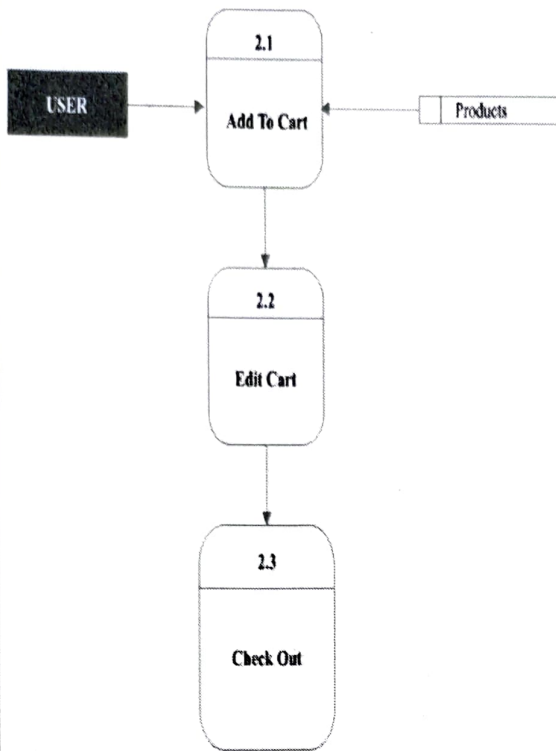 2.1
USER
Add To Cart
Products
2.2
Edit Cart
2.3
Check Out